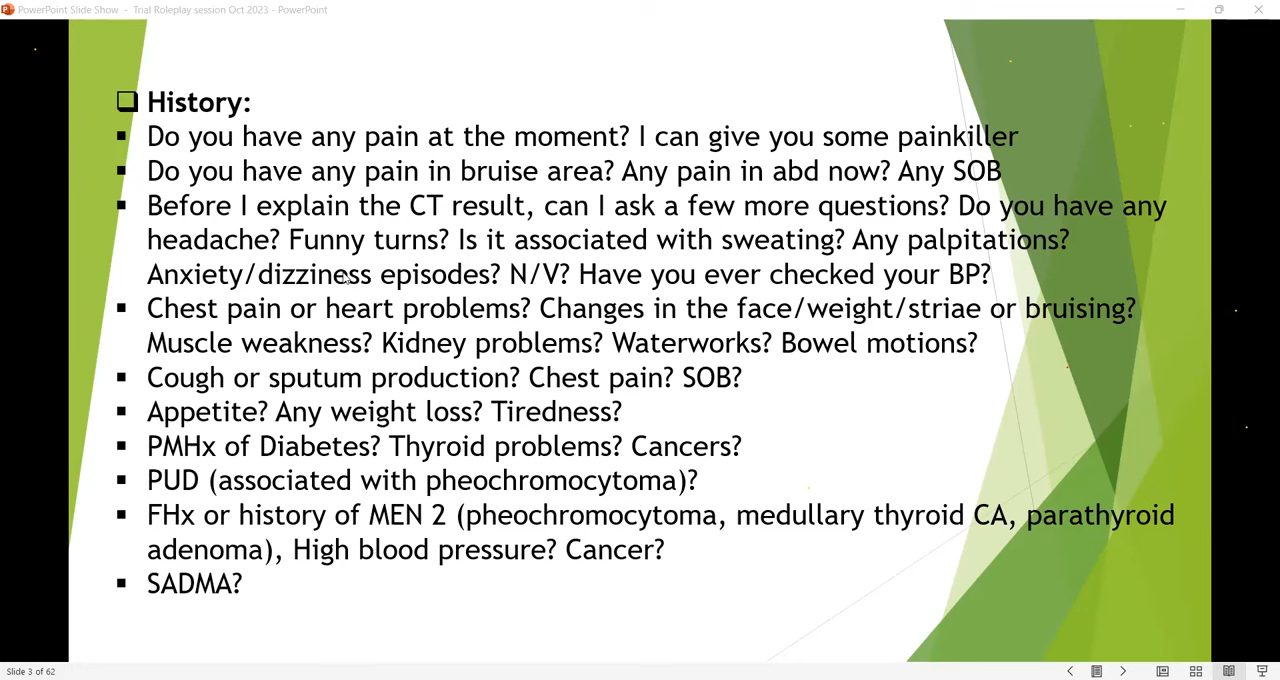 PowerPoint Slide Show - Trial Roleplay session Oct 2023 - PowerPoint
❑ History:
▪ Do you have any pain at the moment? I can give you some painkiller
▪ Do you have any pain in bruise area? Any pain in abd now? Any SOB
▪ Before I explain the CT result, can I ask a few more questions? Do you have any
headache? Funny turns? Is it associated with sweating? Any palpitations?
Anxiety/dizziness episodes? N/V? Have you ever checked your BP?
▪ Chest pain or heart problems? Changes in the face/weight/striae or bruising?
Muscle weakness? Kidney problems? Waterworks? Bowel motions?
▪ Cough or sputum production? Chest pain? SOB?
▪ Appetite? Any weight loss? Tiredness?
▪ PMHx of Diabetes? Thyroid problems? Cancers?
▪ PUD (associated with pheochromocytoma)?
▪ FHx or history of MEN 2 (pheochromocytoma, medullary thyroid CA, parathyroid
adenoma), High blood pressure? Cancer?
▪ SADMA?
Slide 3 of 62